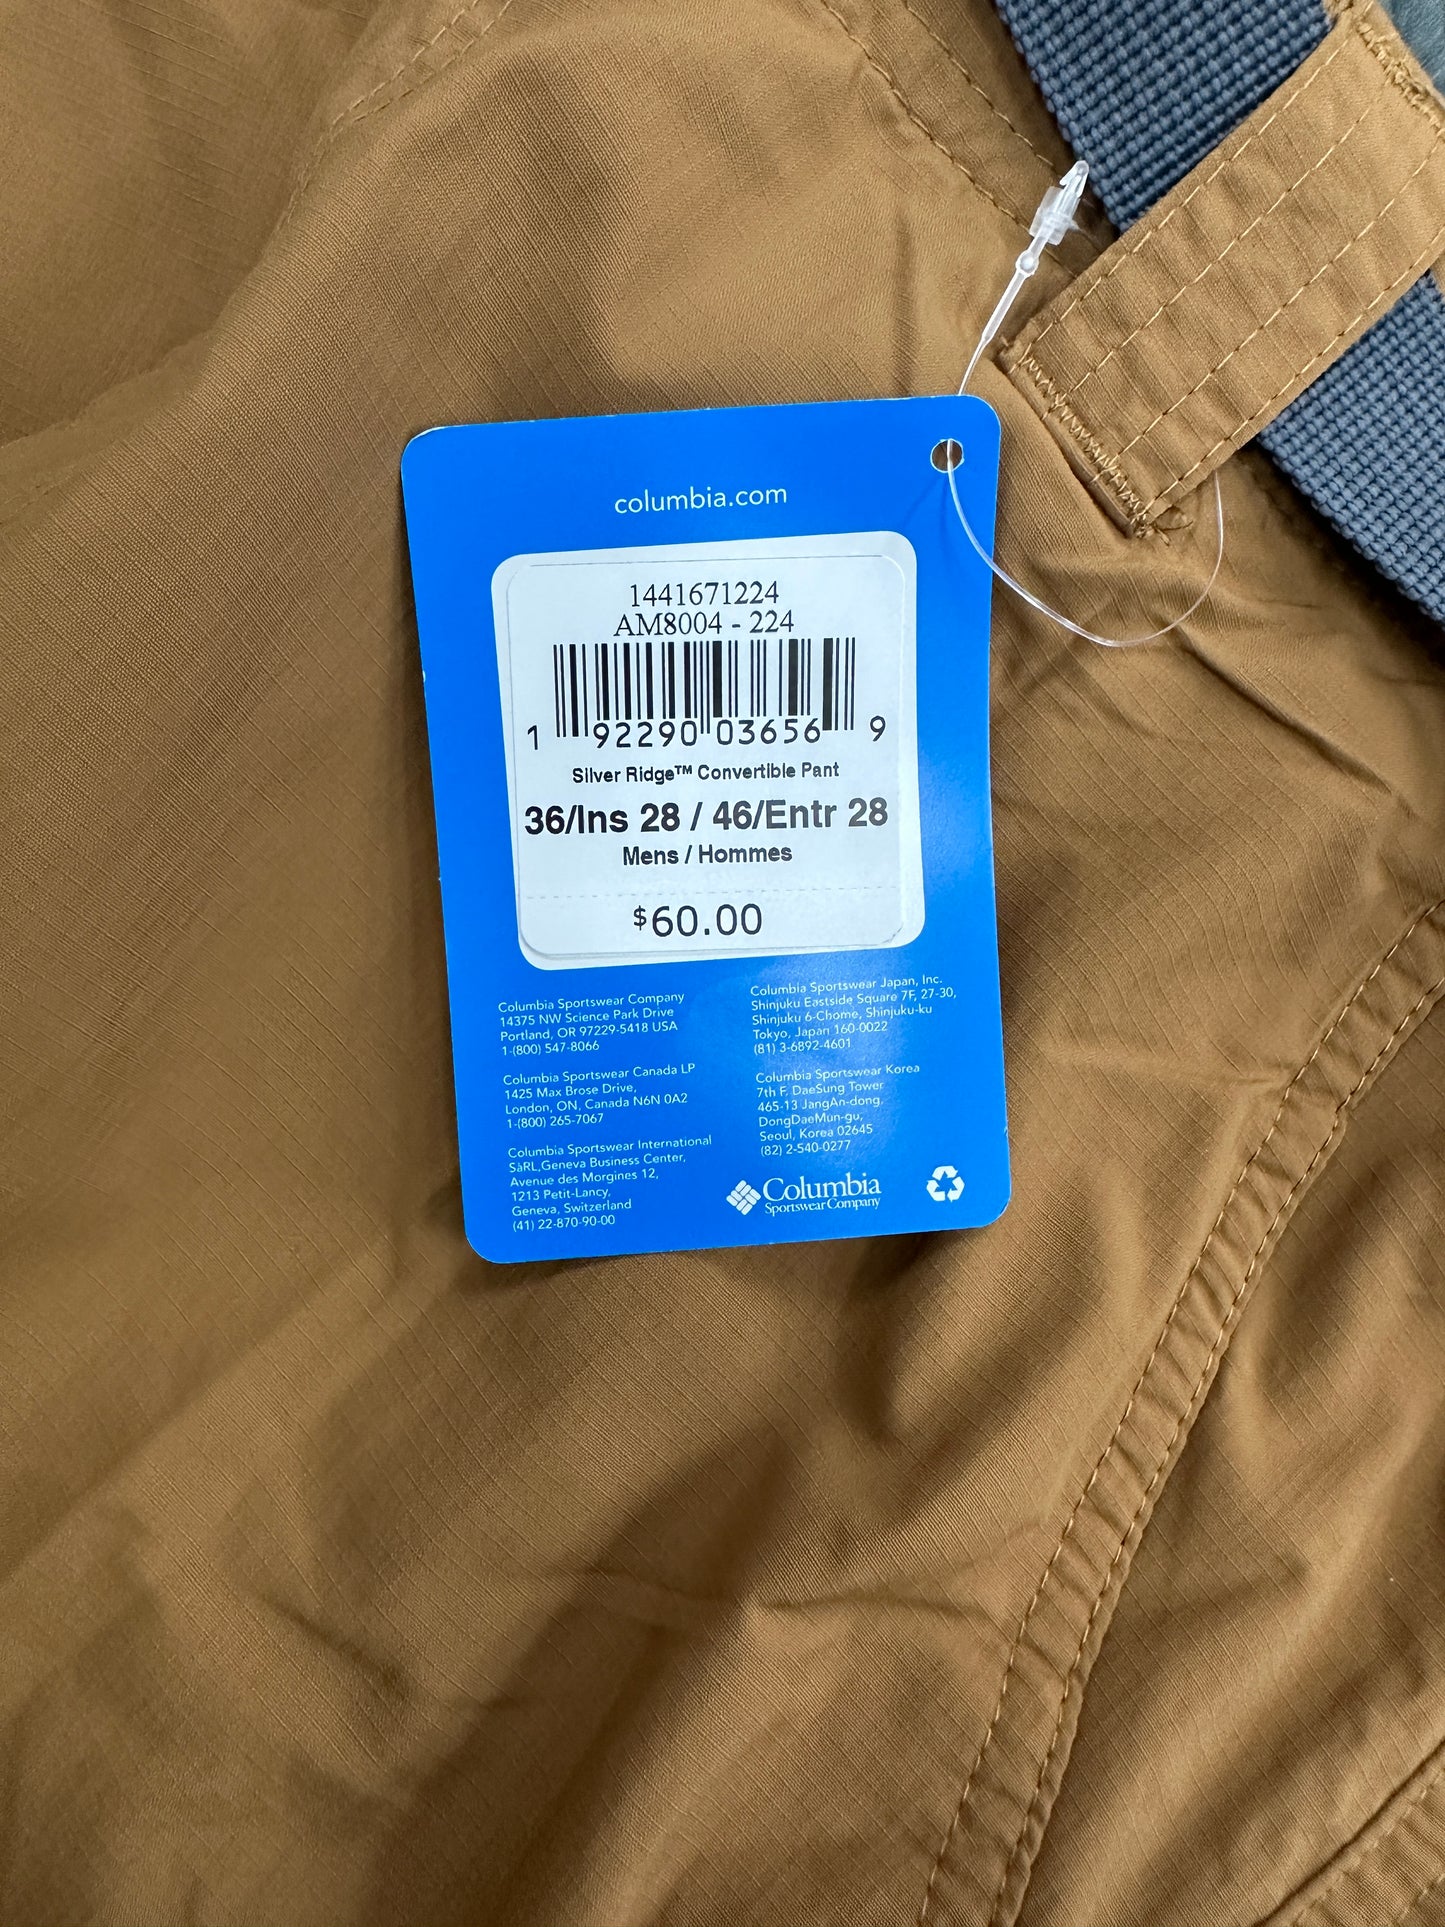 columbia.com
1441671224
AM8004 - 224
1 92290 03656 9
Silver Ridge™ Convertible Pant
36/Ins 28 / 46/Entr 28
Mens / Hommes
$60.00
Columbia Sportswear Company
14375 NW Science Park Drive
Portland, OR 97229-5418 USA
1-(800) 547-8066
Columbia Sportswear Canada LP
1425 Max Brose Drive,
London, ON, Canada N6N 0A2
1-(800) 265-7067
Columbia Sportswear International
SàRL,Geneva Business Center,
Avenue des Morgines 12,
1213 Petit-Lancy,
Geneva, Switzerland
(41) 22-870-90-00
Columbia Sportswear Japan, Inc.
Shinjuku Eastside Square 7F, 27-30,
Shinjuku 6-Chome, Shinjuku-ku
Tokyo, Japan 160-0022
(81) 3-6892-4601
Columbia Sportswear Korea
7th F. DaeSung Tower
465-13 JangAn-dong,
DongDaeMun-gu,
Seoul, Korea 02645
(82) 2-540-0277
Columbia
Sportswear Company